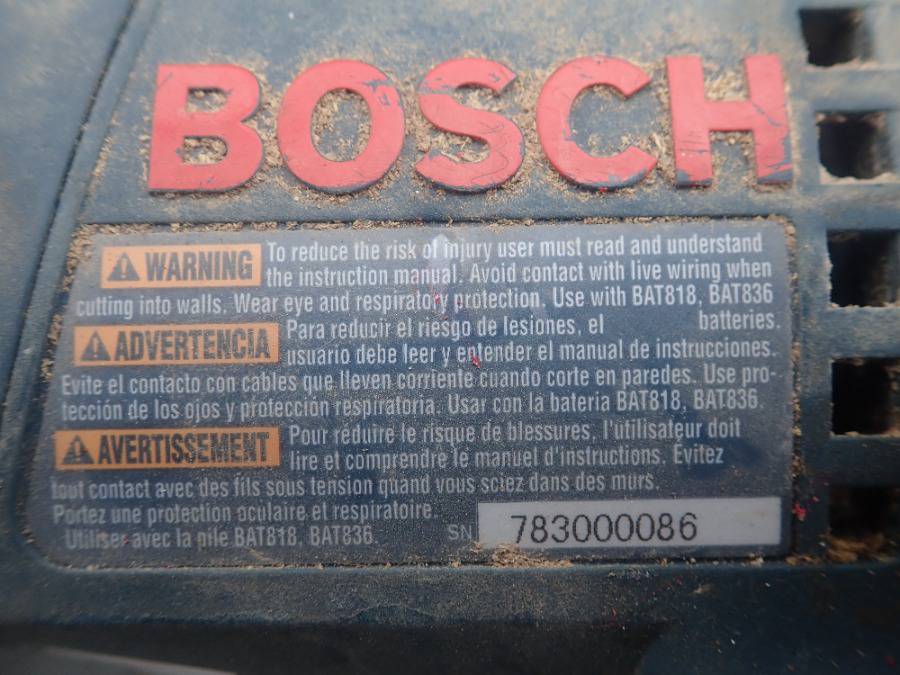 BOSCH
WARNING To reduce the risk of injury user must read and understand
the instruction manual. Avoid contact with live wiring when
cutting into walls. Wear eye and respiratory protection. Use with BAT818, BAT836
batteries.
ADVERTENCIA Para reducir el riesgo de lesiones, el
usuario debe leer y entender el manual de instrucciones.
Evite el contacto con cables que lleven corriente cuando corte en paredes. Use pro-
tección de los ojos y protección respiratoria. Usar con la bateria BAT818, BAT836.
AVERTISSEMENT Pour réduire le risque de blessures, l'utilisateur doit
lire et comprendre le manuel d'instructions. Évitez
tout contact avec des fils sous tension quand vous sciez dans des murs.
Portez une protection oculaire et respiratoire.
Utiliser avec la pile BAT818, BAT836.
SN 783000086